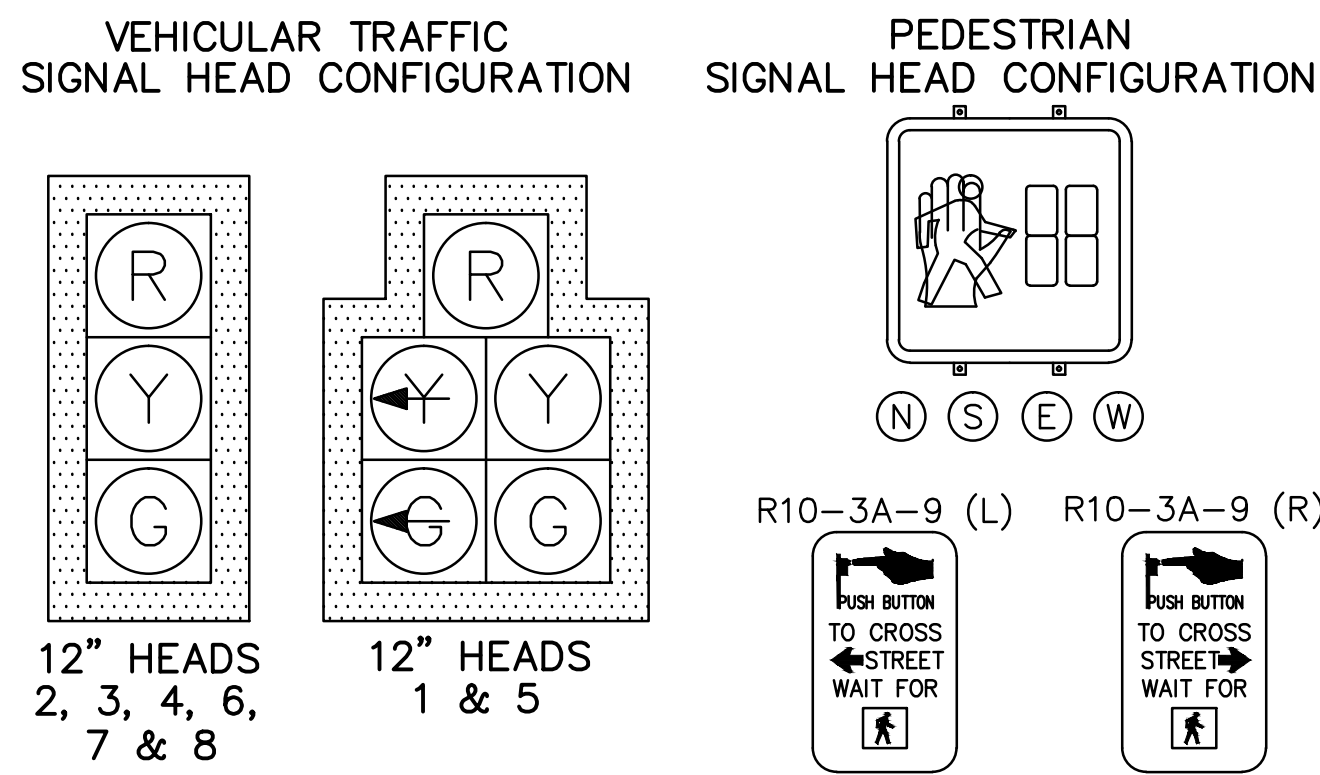 VEHICULAR TRAFFIC
SIGNAL HEAD CONFIGURATION
R
Y
G
12” HEADS
2, 3, 4, 6,
7 & 8
R
Y Y
G G
12” HEADS
1 & 5
PEDESTRIAN
SIGNAL HEAD CONFIGURATION
N S E W
R10-3A-9 (L)
PUSH BUTTON
TO CROSS
STREET
WAIT FOR
R10-3A-9 (R)
PUSH BUTTON
TO CROSS
STREET
WAIT FOR